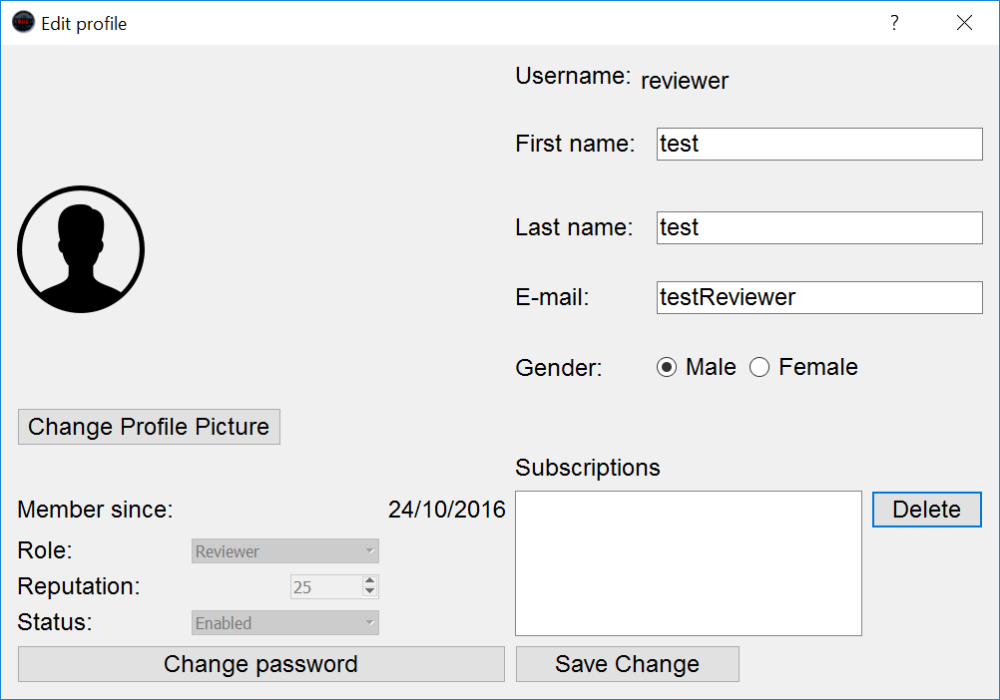 Edit profile
?
Username: reviewer
First name: test
Last name: test
E-mail: testReviewer
Gender: Male Female
Change Profile Picture
Subscriptions
Member since: 24/10/2016
Delete
Role: Reviewer
Reputation: 25
Status: Enabled
Change password
Save Change